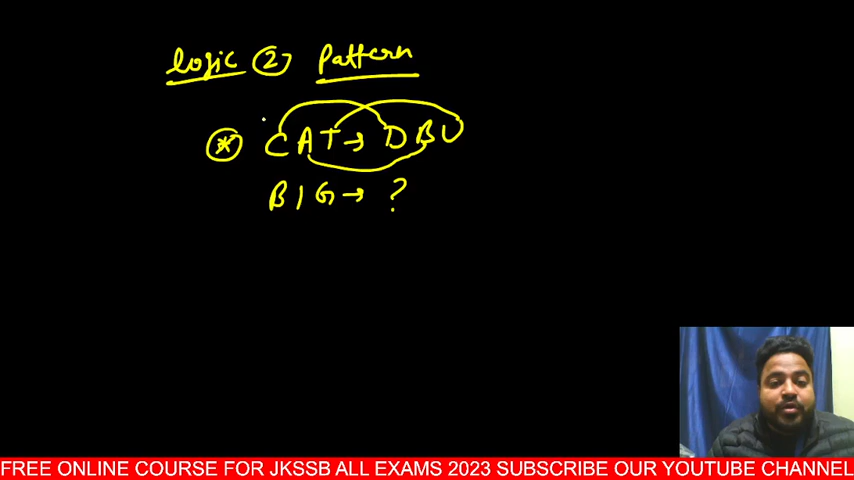 Logic ② Pattern
* CAT → DBU
BIG → ?
FREE ONLINE COURSE FOR JKSSB ALL EXAMS 2023 SUBSCRIBE OUR YOUTUBE CHANNEL